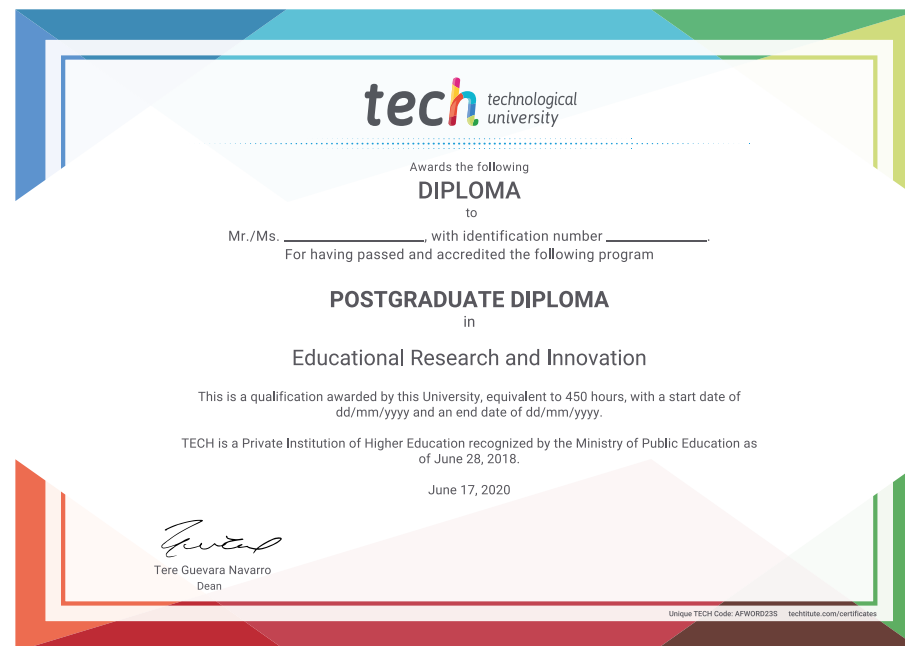 tech technological
university
Awards the following
DIPLOMA
to
Mr./Ms. ____________________, with identification number ______________.
For having passed and accredited the following program
POSTGRADUATE DIPLOMA
in
Educational Research and Innovation
This is a qualification awarded by this University, equivalent to 450 hours, with a start date of
dd/mm/yyyy and an end date of dd/mm/yyyy.
TECH is a Private Institution of Higher Education recognized by the Ministry of Public Education as
of June 28, 2018.
June 17, 2020
Tere Guevara Navarro
Dean
Unique TECH Code: AFWORD23S techtitute.com/certificates